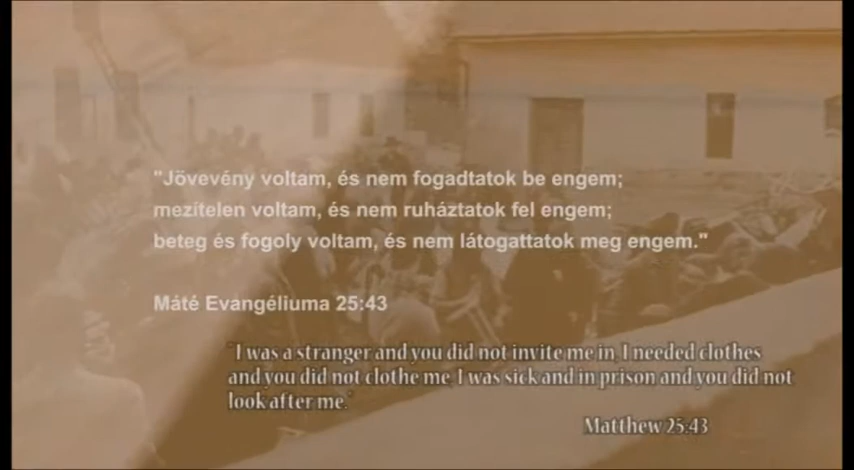 "Jövevény voltam, és nem fogadtatok be engem;
mezítelen voltam, és nem ruháztatok fel engem;
beteg és fogoly voltam, és nem látogattatok meg engem."
Máté Evangéliuma 25:43
"I was a stranger and you did not invite me in, I needed clothes
and you did not clothe me, I was sick and in prison and you did not
look after me."
Matthew 25:43